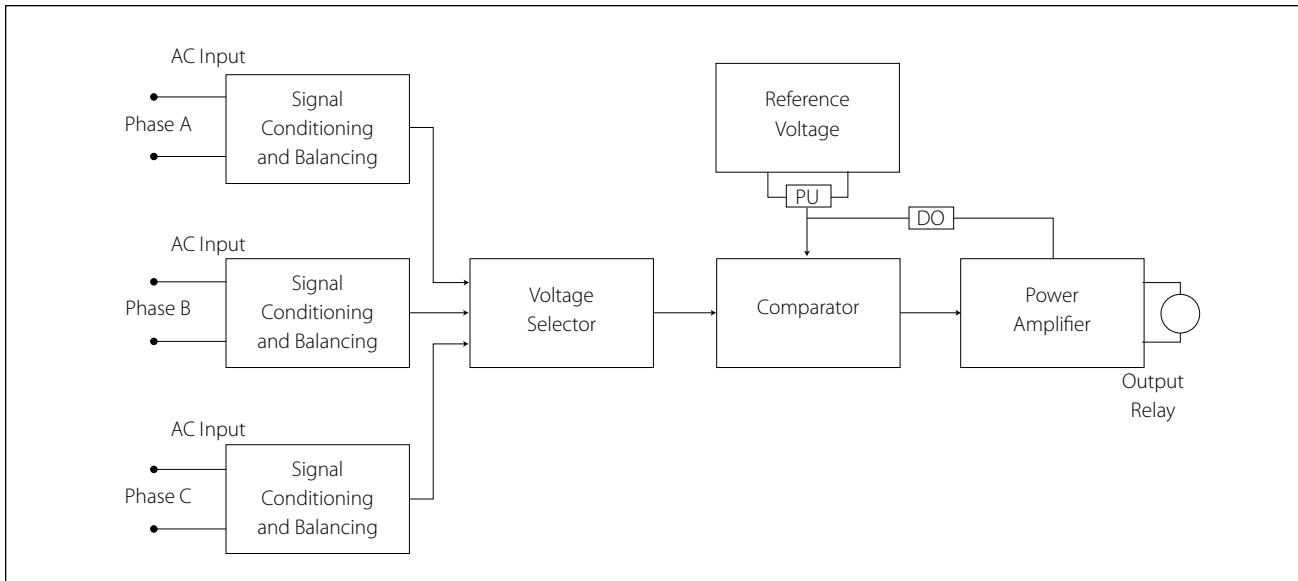 AC Input
Phase A
Signal
Conditioning
and Balancing
AC Input
Phase B
Signal
Conditioning
and Balancing
AC Input
Phase C
Signal
Conditioning
and Balancing
Voltage
Selector
Reference
Voltage
PU
DO
Comparator
Power
Amplifier
Output
Relay